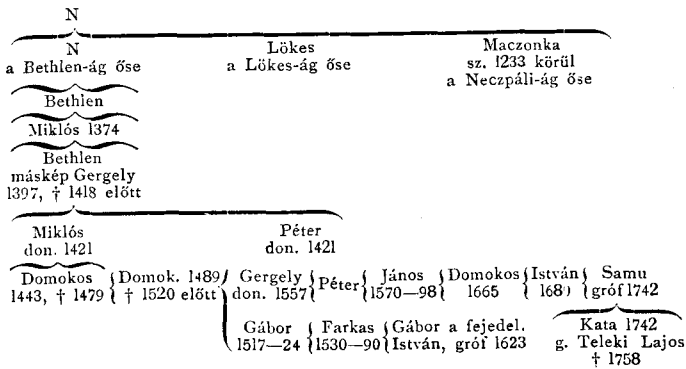 N
N Lökes Maczonka
a Bethlen-ág őse a Lökes-ág őse sz. 1233 körül
a Neczpáli-ág őse
Bethlen
Miklós 1374
Bethlen
máskép Gergely
1397, † 1418 előtt
Miklós Péter
don. 1421 don. 1421
Domokos Domok. 1489 Gergely Péter János Domokos István Samu
1443, † 1479 † 1520 előtt don. 1557 1570—98 1665 gróf 1742
Gábor Farkas Gábor a fejedel. Kata 1742
1517—24 1530—90 István, gróf 1623 g. Teleki Lajos
† 1758